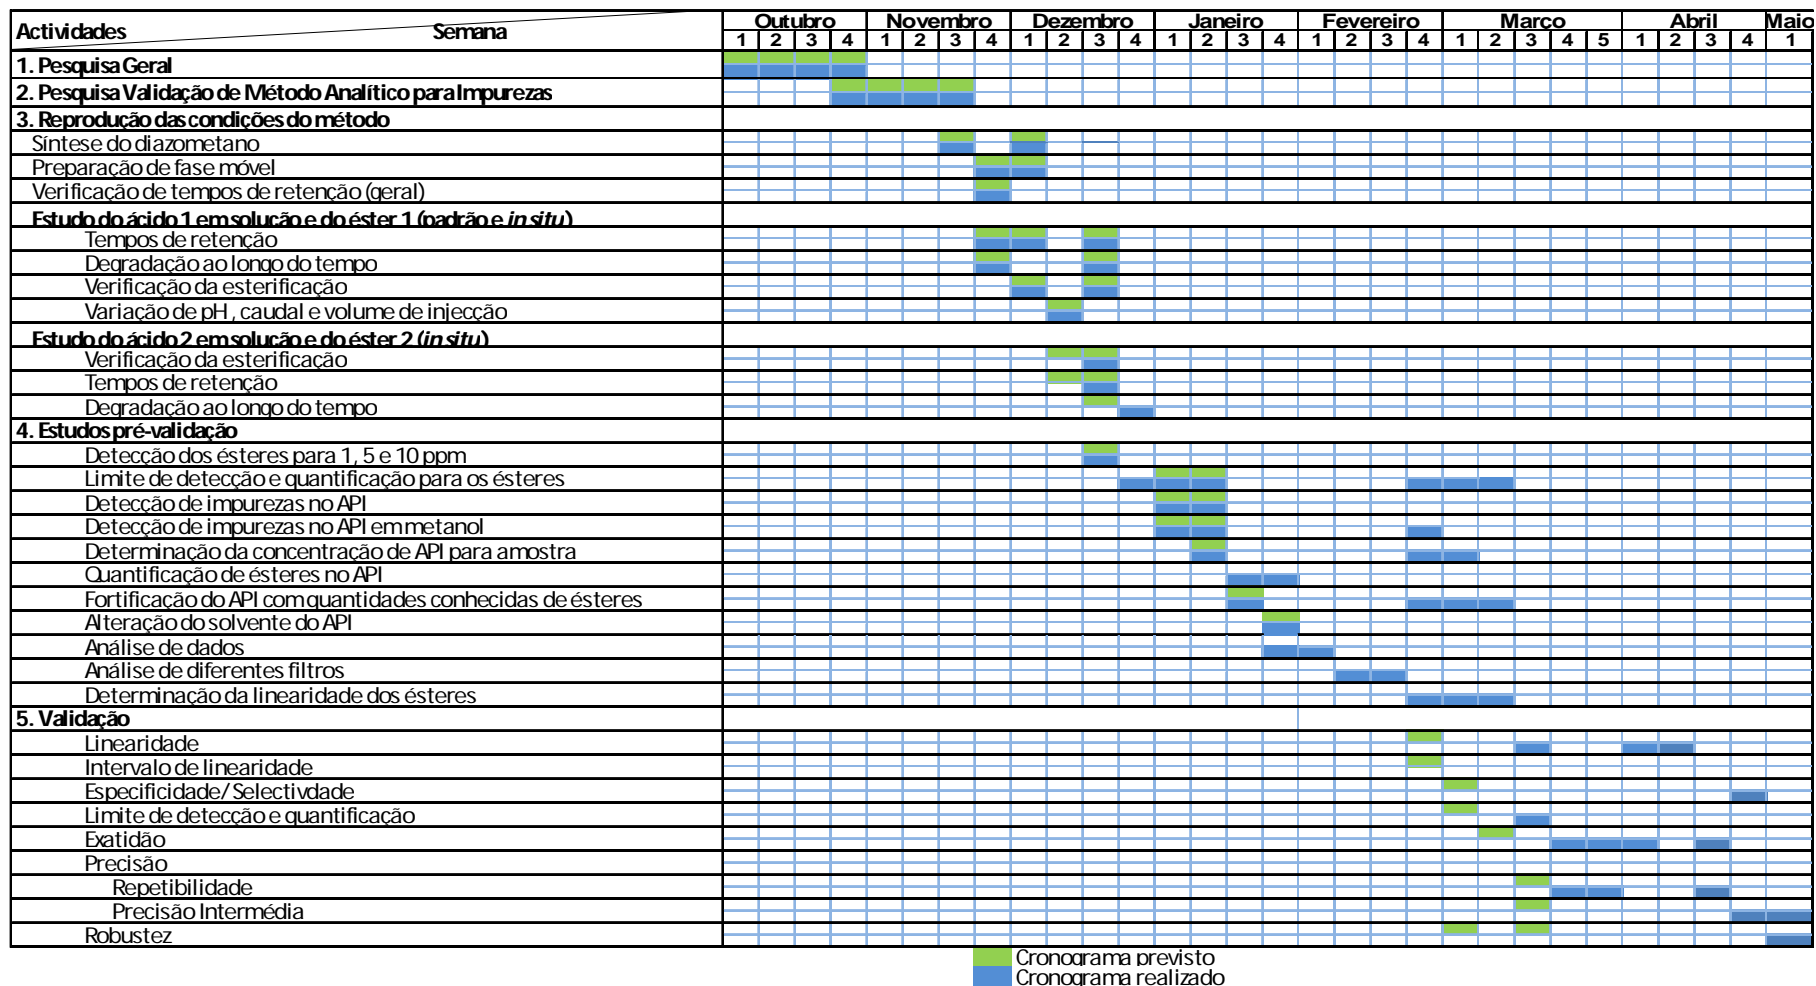 Outubro Novembro Dezembro Janeiro Fevereiro Março Abril Maio
Actividades Semana
1 2 3 4 1 2 3 4 1 2 3 4 1 2 3 4 1 2 3 4 1 2 3 4 5 1 2 3 4 1
1. Pesquisa Geral
2. Pesquisa Validação de Método Analítico para Impurezas
3. Reprodução das condições do método
Síntese do diazometano
Preparação de fase móvel
Verificação de tempos de retenção (geral)
Estudo do ácido 1 em solução e do éster 1 (padrão e in situ)
Tempos de retenção
Degradação ao longo do tempo
Verificação da esterificação
Variação de pH, caudal e volume de injecção
Estudo do ácido 2 em solução e do éster 2 (in situ)
Verificação da esterificação
Tempos de retenção
Degradação ao longo do tempo
4. Estudos pré-validação
Detecção dos ésteres para 1, 5 e 10 ppm
Limite de detecção e quantificação para os ésteres
Detecção de impurezas no API
Detecção de impurezas no API em metanol
Determinação da concentração de API para amostra
Quantificação de ésteres no API
Fortificação do API com quantidades conhecidas de ésteres
Alteração do solvente do API
Análise de dados
Análise de diferentes filtros
Determinação da linearidade dos ésteres
5. Validação
Linearidade
Intervalo de linearidade
Especificidade/Selectivdade
Limite de detecção e quantificação
Exatidão
Precisão
Repetibilidade
Precisão Intermédia
Robustez
Cronograma previsto
Cronograma realizado